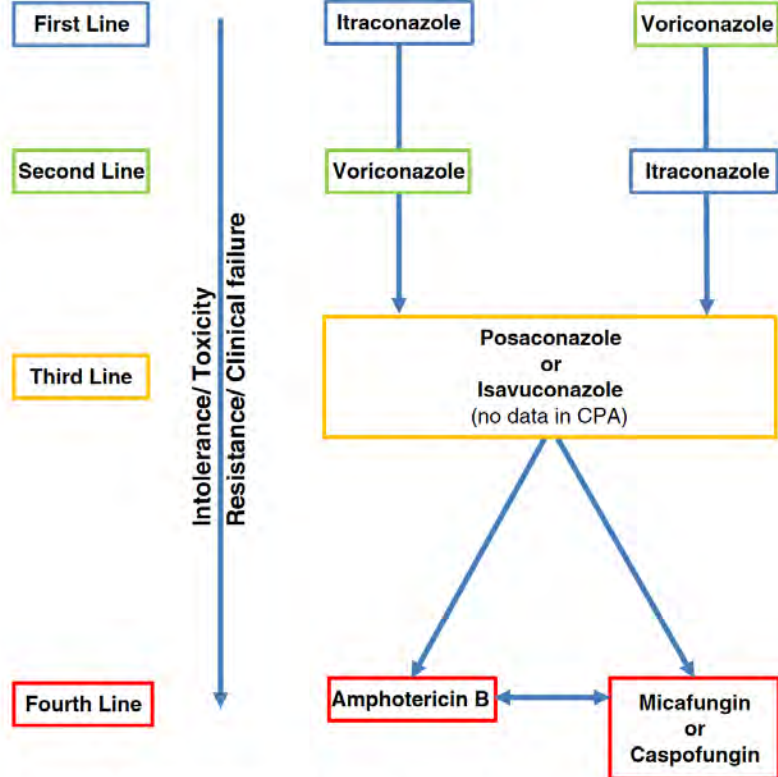 First Line
Itraconazole
Voriconazole
Second Line
Voriconazole
Itraconazole
Intolerance/ Toxicity
Resistance/ Clinical failure
Third Line
Posaconazole
or
Isavuconazole
(no data in CPA)
Fourth Line
Amphotericin B
Micafungin
or
Caspofungin